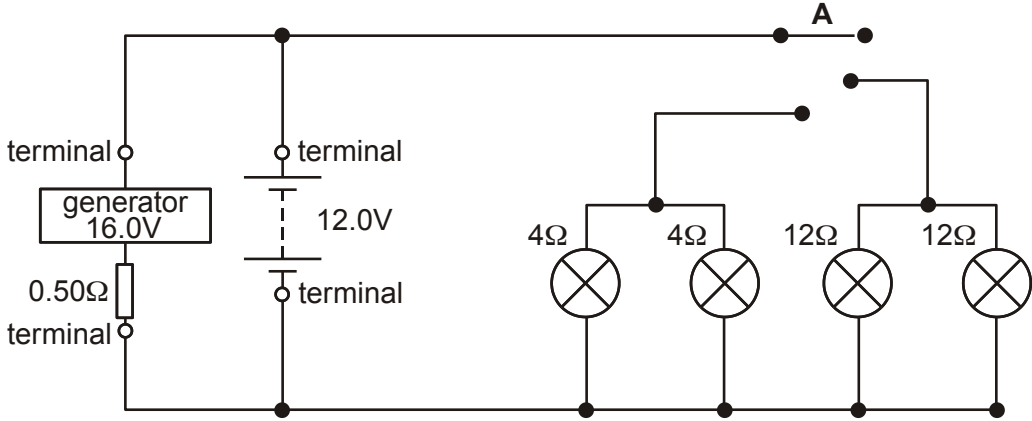 A
terminal
terminal
generator
16.0V
12.0V
4Ω
4Ω
12Ω
12Ω
0.50Ω
terminal
terminal